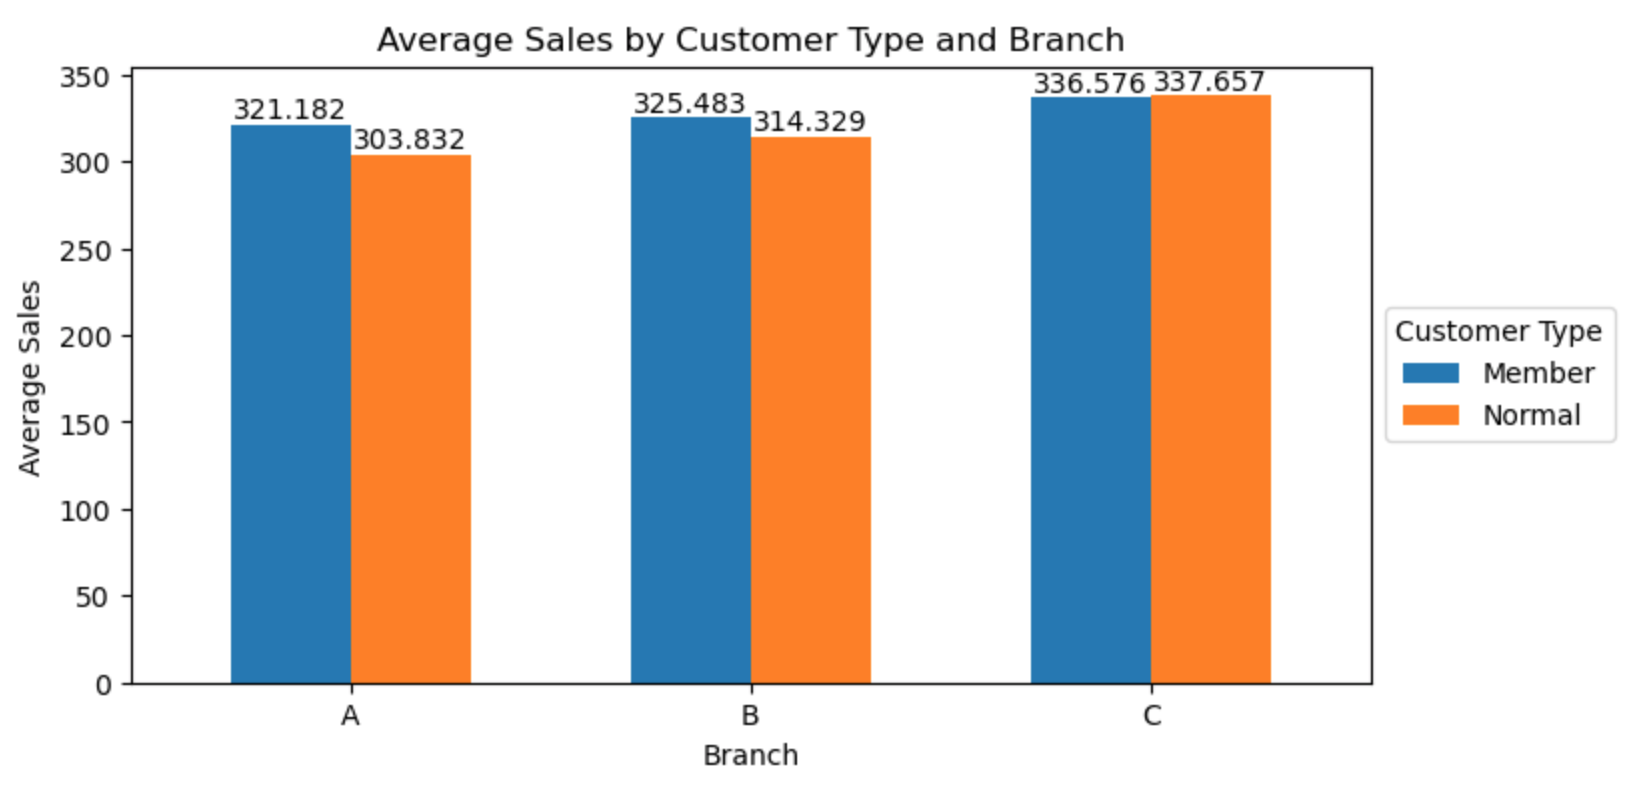 Average Sales by Customer Type and Branch
350
300
250
200
150
100
50
0
Average Sales
321.182
303.832
325.483
314.329
336.576
337.657
A
B
C
Branch
Customer Type
Member
Normal